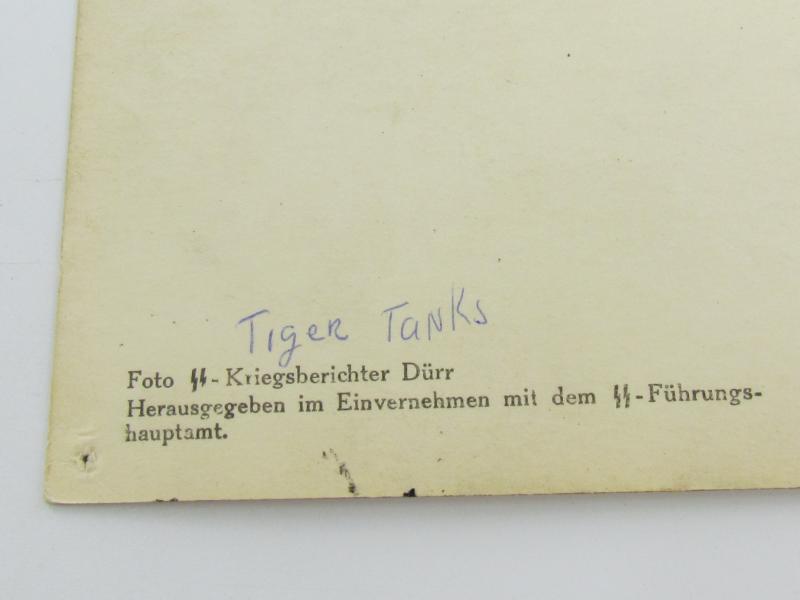 Tiger Tanks
Foto ᛋᛋ-Kriegsberichter Dürr
Herausgegeben im Einvernehmen mit dem ᛋᛋ-Führungs-
hauptamt.